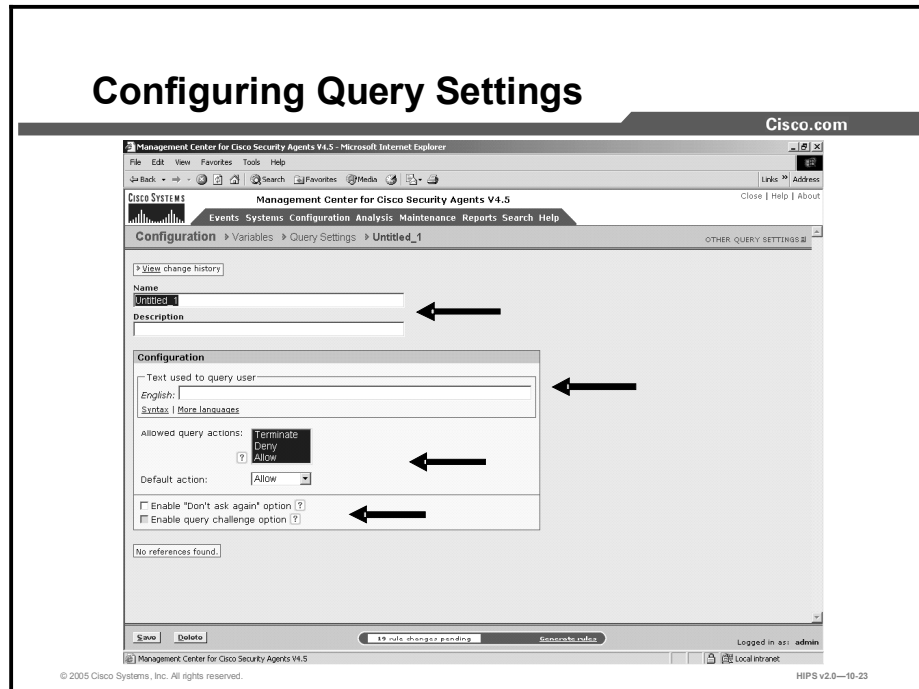 Configuring Query Settings
Cisco.com
Management Center for Cisco Security Agents V4.5 - Microsoft Internet Explorer
File Edit View Favorites Tools Help
Back Search Favorites Media Links » Address
CISCO SYSTEMS
Management Center for Cisco Security Agents V4.5
Close | Help | About
Events Systems Configuration Analysis Maintenance Reports Search Help
Configuration > Variables > Query Settings > Untitled_1
OTHER QUERY SETTINGS
View change history
Name
Untitled_1
Description
Configuration
Text used to query user
English:
Syntax | More languages
Allowed query actions:
Terminate
Deny
Allow
?
Default action: Allow
Enable "Don't ask again" option ?
Enable query challenge option ?
No references found.
Save Delete
19 rule changes pending
Generate rules
Logged in as: admin
Management Center for Cisco Security Agents V4.5
Local intranet
© 2005 Cisco Systems, Inc. All rights reserved.
HIPS v2.0—10-23